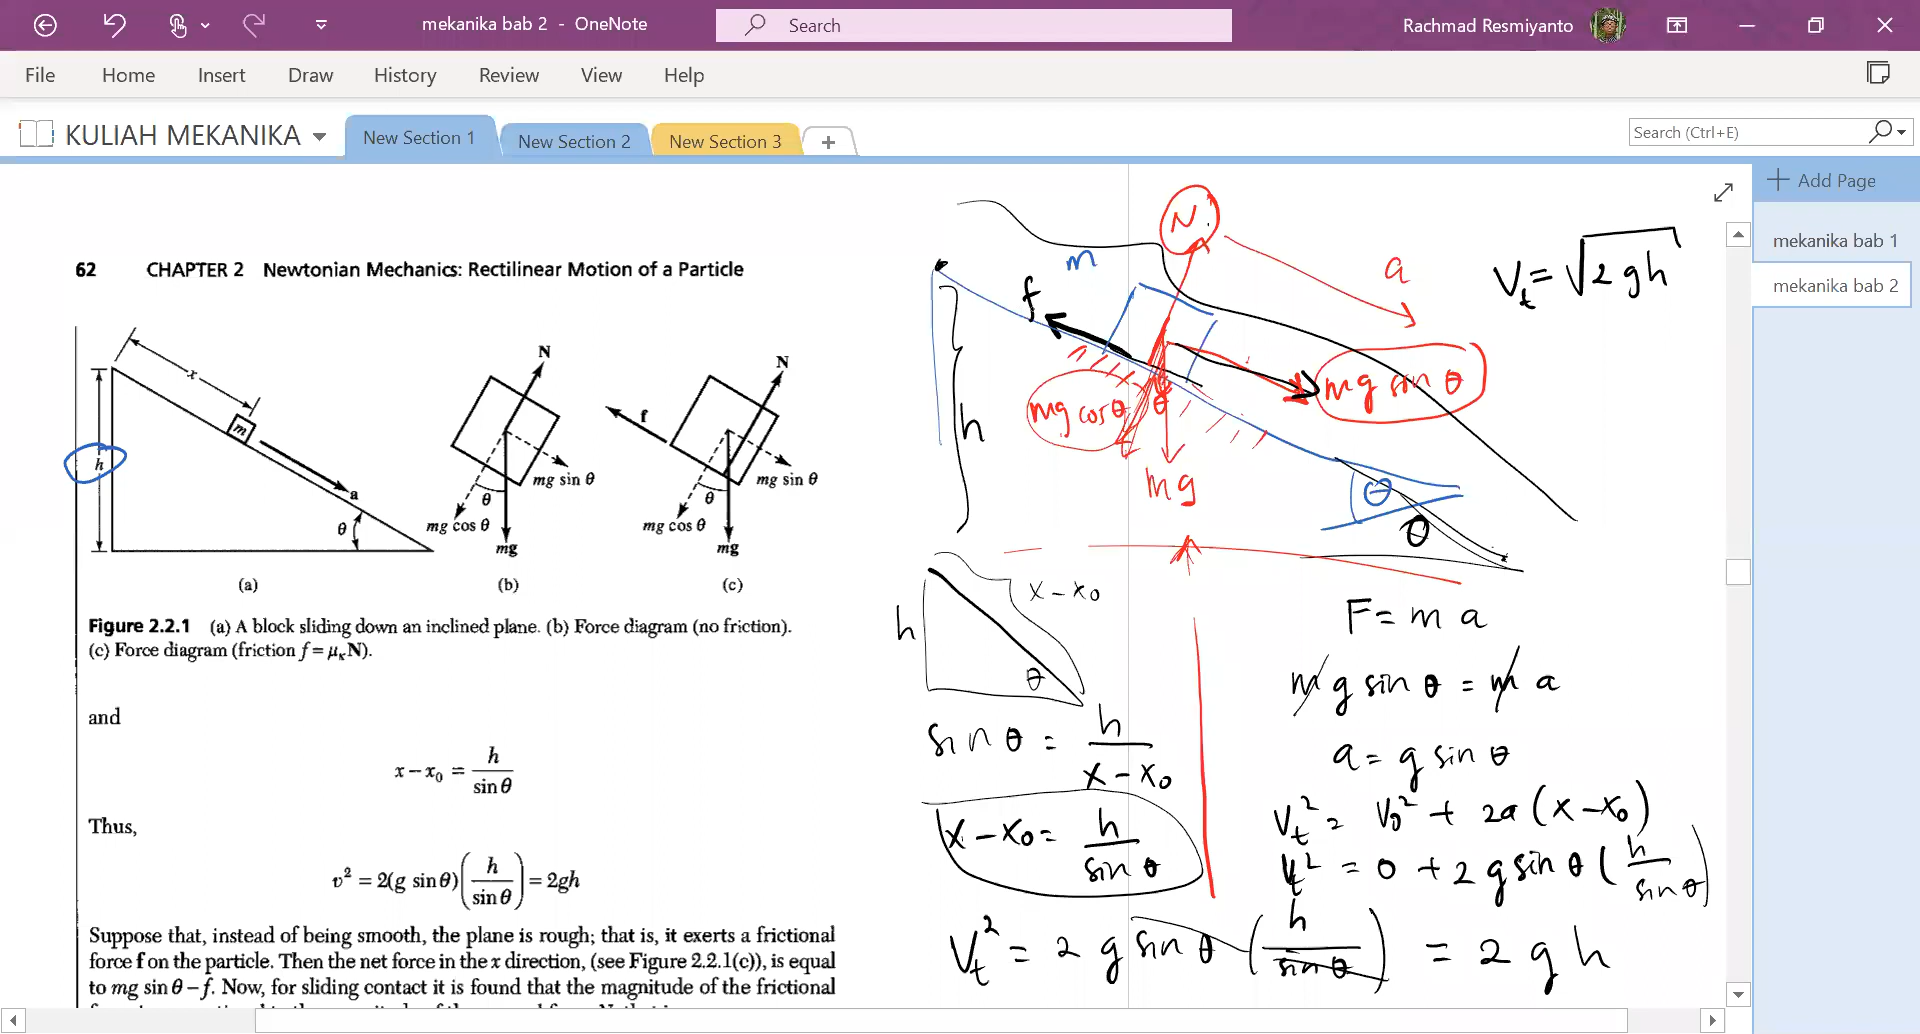 mekanika bab 2 - OneNote
Search
Rachmad Resmiyanto
File Home Insert Draw History Review View Help
KULIAH MEKANIKA
New Section 1
New Section 2
New Section 3
+
Search (Ctrl+E)
Add Page
mekanika bab 1
mekanika bab 2
62 CHAPTER 2 Newtonian Mechanics: Rectilinear Motion of a Particle
x
m
h
a
θ
(a)
N
mg sin θ
θ
mg cos θ
mg
(b)
N
f
mg sin θ
θ
mg cos θ
mg
(c)
Figure 2.2.1 (a) A block sliding down an inclined plane. (b) Force diagram (no friction).
(c) Force diagram (friction f = μₖN).
and
x − x₀ = h / sin θ
Thus,
v² = 2(g sin θ)(h / sin θ) = 2gh
Suppose that, instead of being smooth, the plane is rough; that is, it exerts a frictional
force f on the particle. Then the net force in the x direction, (see Figure 2.2.1(c)), is equal
to mg sin θ − f. Now, for sliding contact it is found that the magnitude of the frictional
N
m
a
f
h
mg sin θ
mg cos θ
θ
mg
θ
θ
Vt = √2gh
x − x₀
h
θ
sin θ = h / x − x₀
x − x₀ = h / sin θ
F = m a
m g sin θ = m a
a = g sin θ
Vt² = V₀² + 2a (x − x₀)
Vt² = 0 + 2 g sin θ (h / sin θ)
Vt² = 2 g sin θ (h / sin θ) = 2 g h